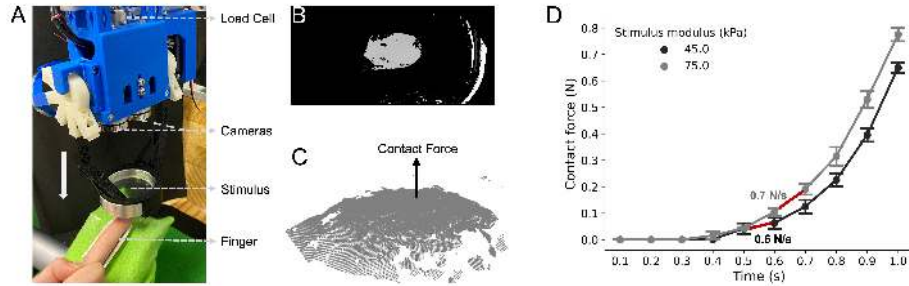 A
Load Cell
Cameras
Stimulus
Finger
B
C
Contact Force
D
Stimulus modulus (kPa)
45.0
75.0
Contact force (N)
0.8
0.7
0.6
0.5
0.4
0.3
0.2
0.1
0.0
0.7 N/s
0.6 N/s
0.1 0.2 0.3 0.4 0.5 0.6 0.7 0.8 0.9 1.0
Time (s)